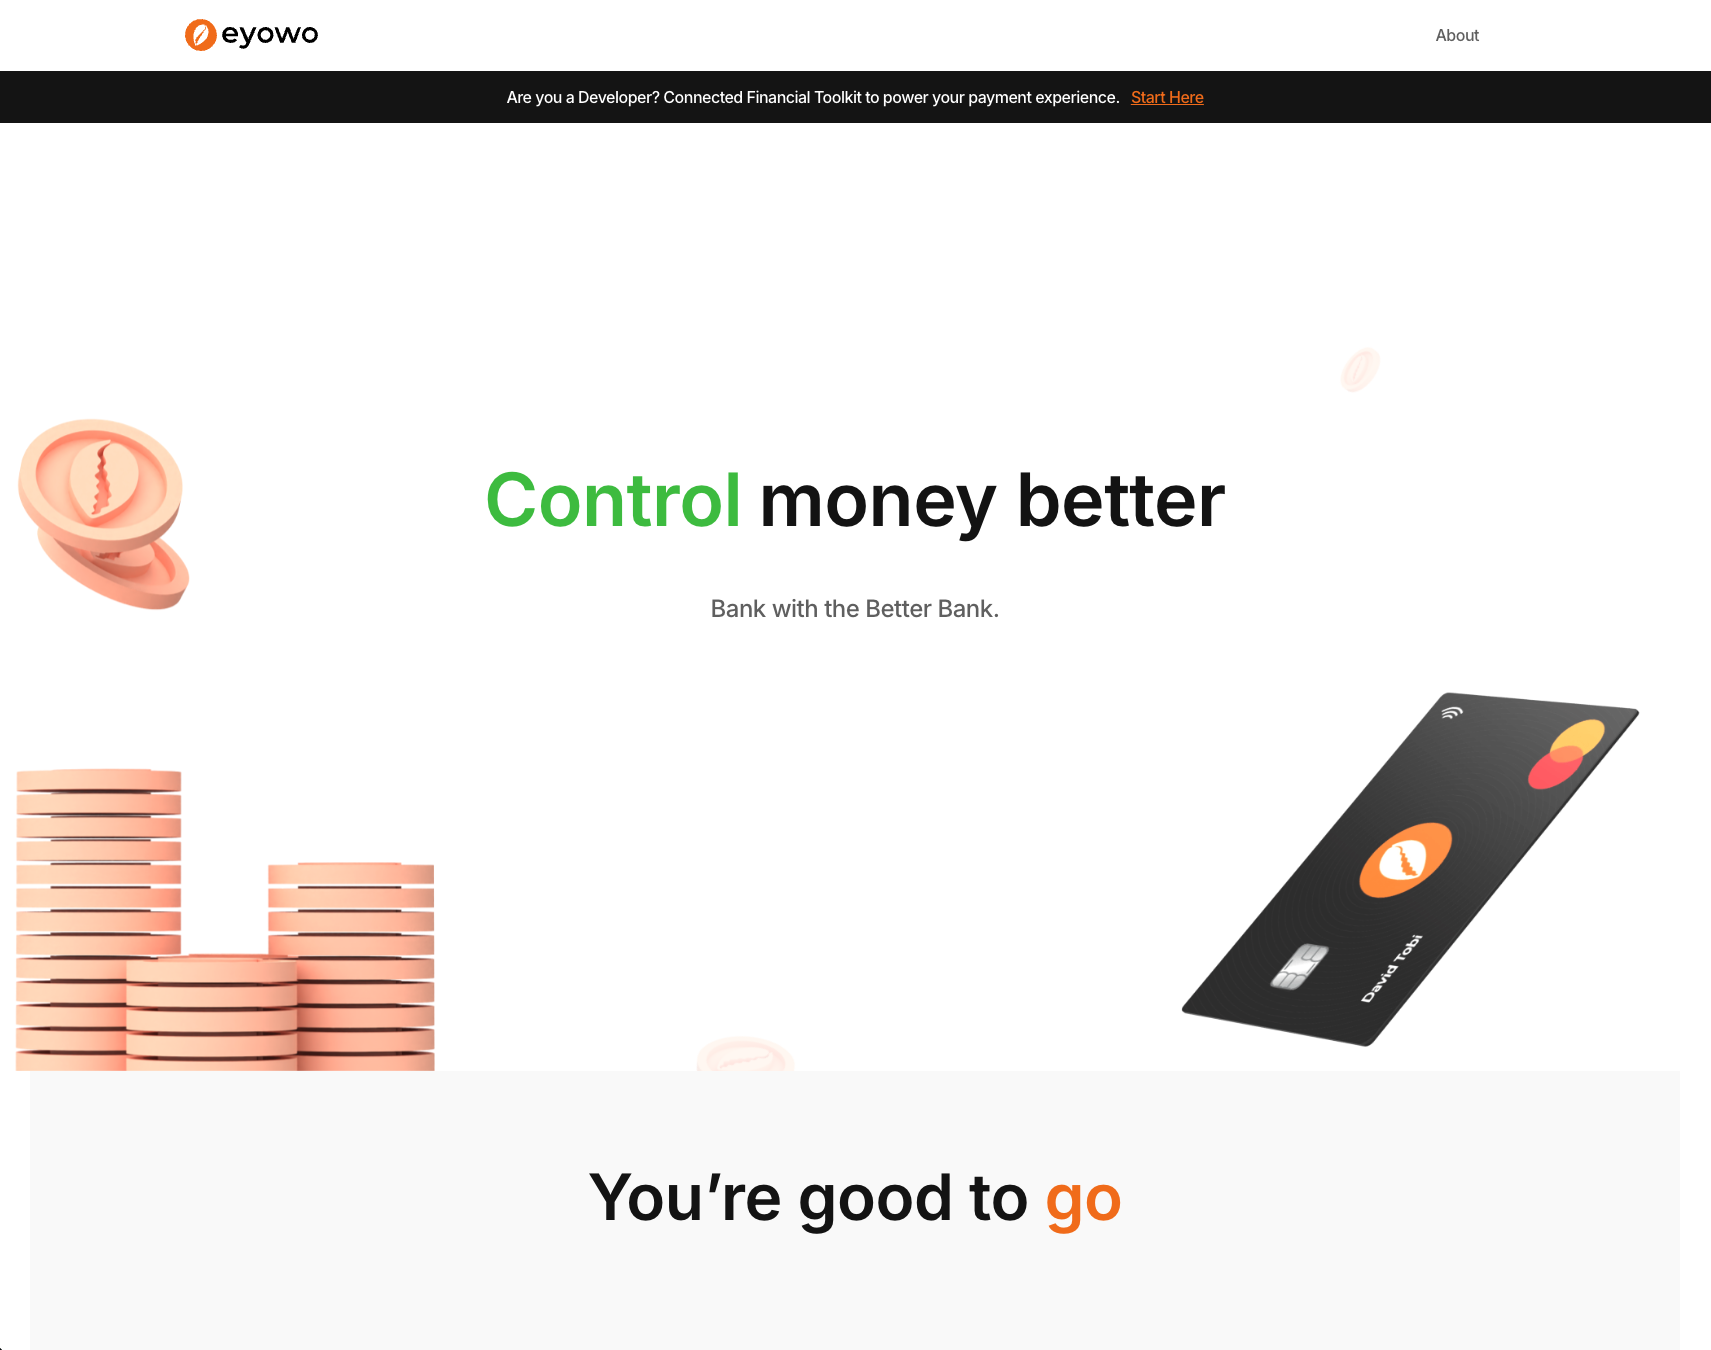 eyowo
About
Are you a Developer? Connected Financial Toolkit to power your payment experience. Start Here
Control money better
Bank with the Better Bank.
David Tobi
You’re good to go